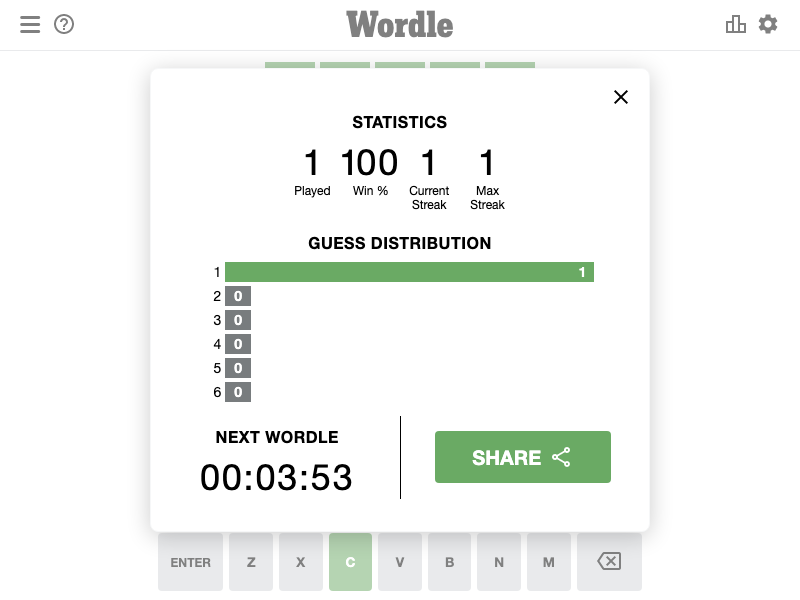 Wordle
STATISTICS
1 100 1 1
Played Win % Current Streak Max Streak
GUESS DISTRIBUTION
1 1
2 0
3 0
4 0
5 0
6 0
NEXT WORDLE
00:03:53
SHARE
ENTER Z X C V B N M